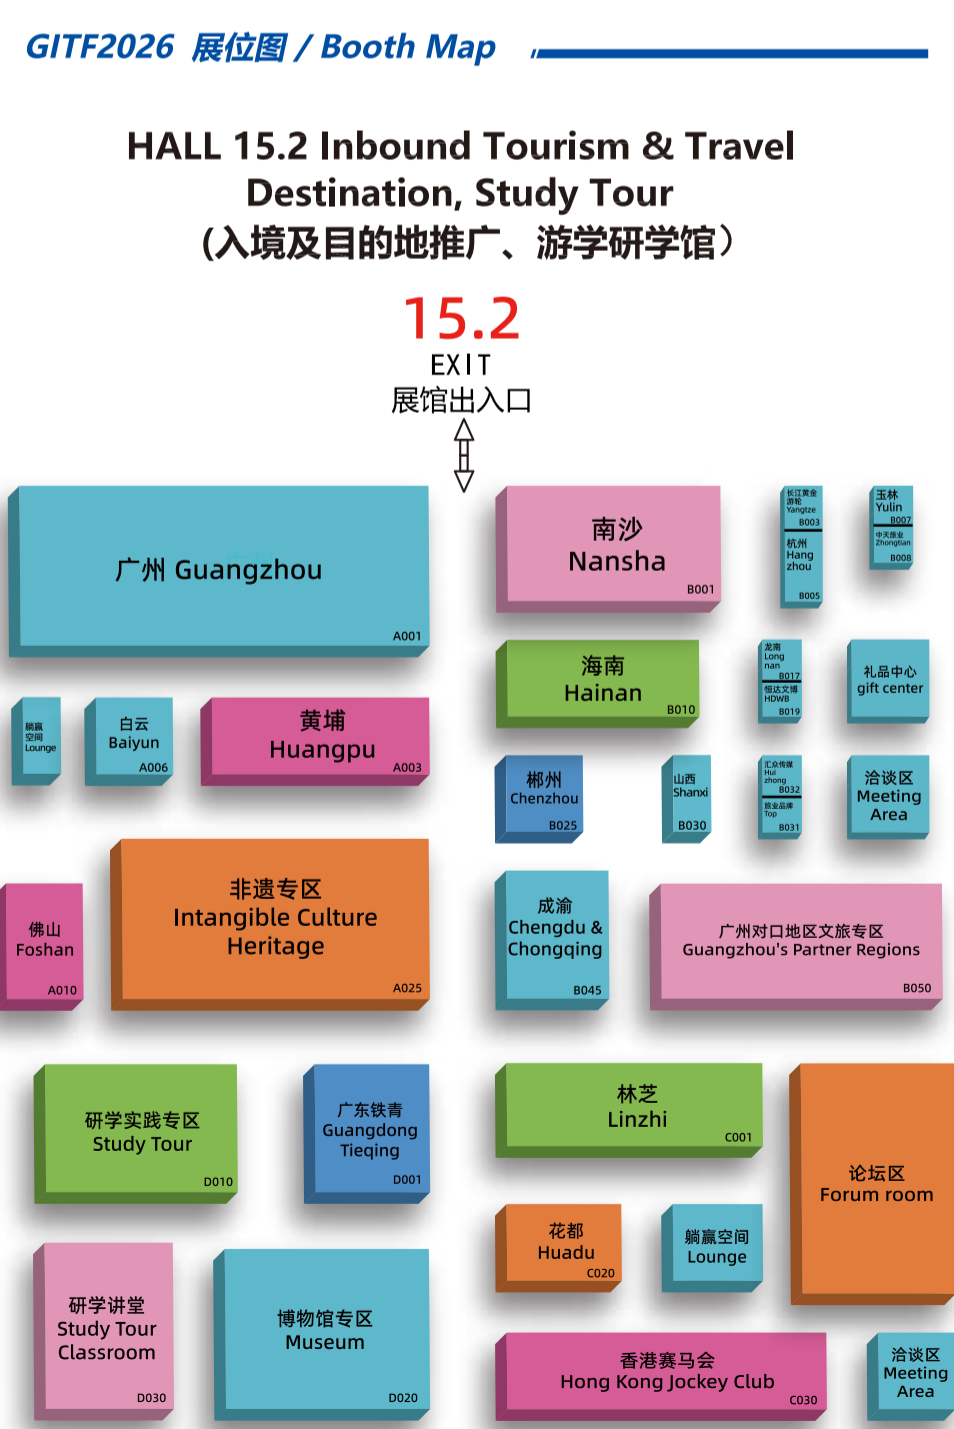 GITF2026 展位图 / Booth Map
HALL 15.2 Inbound Tourism & Travel
Destination, Study Tour
(入境及目的地推广、游学研学馆）
15.2
EXIT
展馆出入口
广州 Guangzhou
A001
南沙
Nansha
B001
长江黄金
游轮
Yangtze
B003
杭州
Hang
zhou
B005
玉林
Yulin
B007
中天旅业
Zhongtian
B008
海南
Hainan
B010
龙南
Long
nan
B017
恒达文博
HDWB
B019
礼品中心
gift center
躺赢
空间
Lounge
白云
Baiyun
A006
黄埔
Huangpu
A003
郴州
Chenzhou
B025
山西
Shanxi
B030
汇众传媒
Hui
zhong
B032
旅业品牌
Top
B031
洽谈区
Meeting
Area
佛山
Foshan
A010
非遗专区
Intangible Culture
Heritage
A025
成渝
Chengdu &
Chongqing
B045
广州对口地区文旅专区
Guangzhou's Partner Regions
B050
研学实践专区
Study Tour
D010
广东铁青
Guangdong
Tieqing
D001
林芝
Linzhi
C001
论坛区
Forum room
花都
Huadu
C020
躺赢空间
Lounge
研学讲堂
Study Tour
Classroom
D030
博物馆专区
Museum
D020
香港赛马会
Hong Kong Jockey Club
C030
洽谈区
Meeting
Area